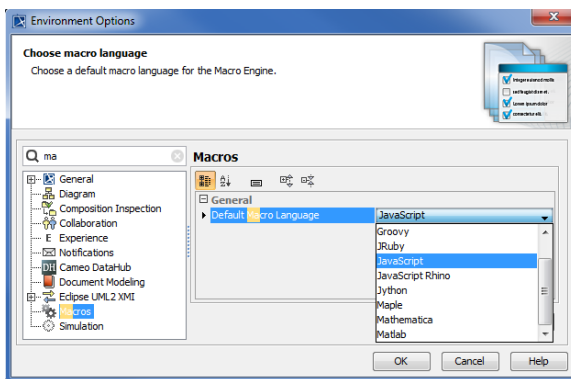 Environment Options
Choose macro language
Choose a default macro language for the Macro Engine.
ma
General
Diagram
Composition Inspection
Collaboration
E Experience
Notifications
DH Cameo DataHub
Document Modeling
Eclipse UML2 XMI
Macros
Simulation
Macros
General
Default Macro Language JavaScript
Groovy
JRuby
JavaScript
JavaScript Rhino
Jython
Maple
Mathematica
Matlab
OK Cancel Help